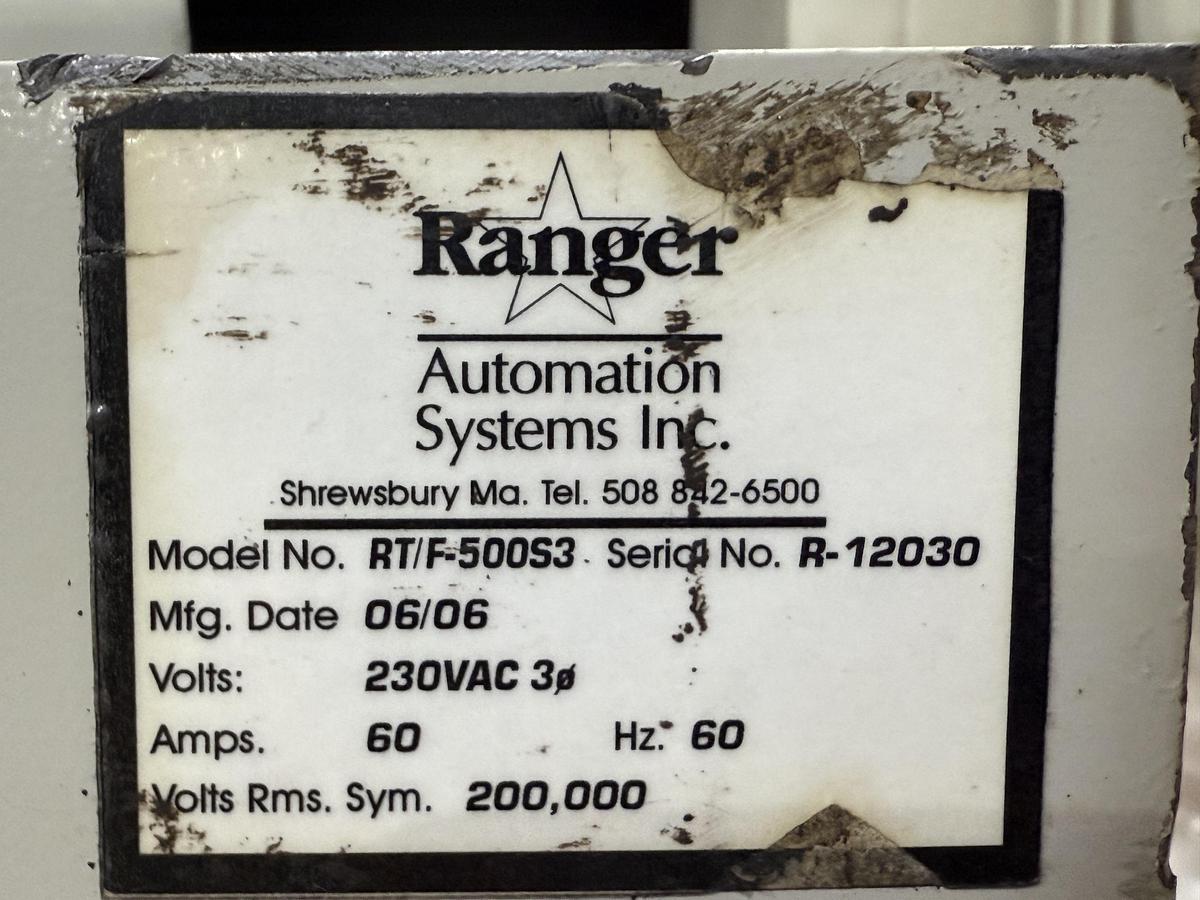 Ranger
Automation
Systems Inc.
Shrewsbury Ma. Tel. 508 842-6500
Model No. RT/F-500S3 Serial No. R-12030
Mfg. Date 06/06
Volts: 230VAC 3ø
Amps. 60 Hz. 60
Volts Rms. Sym. 200,000